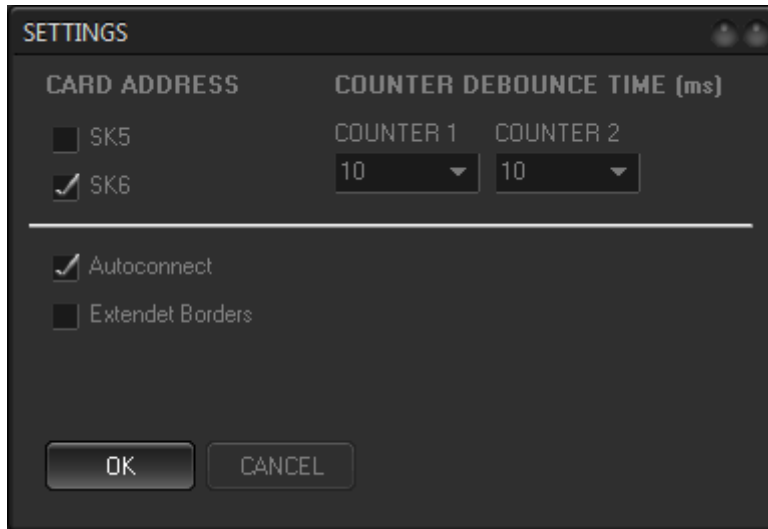 SETTINGS
CARD ADDRESS
SK5
SK6
COUNTER DEBOUNCE TIME (ms)
COUNTER 1 COUNTER 2
10 10
Autoconnect
Extendet Borders
OK CANCEL